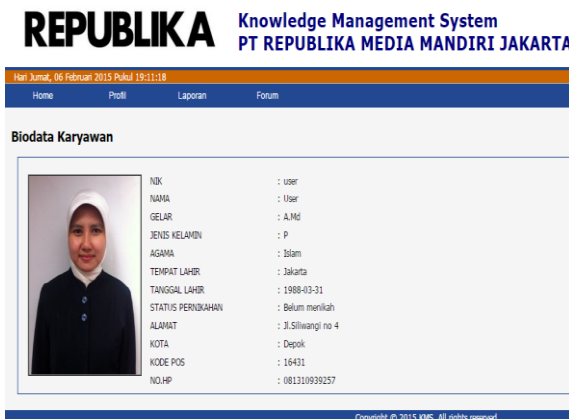 REPUBLIKA
Knowledge Management System
PT REPUBLIKA MEDIA MANDIRI JAKARTA
Hari Jumat, 06 Februari 2015 Pukul 19:11:18
Home Profil Laporan Forum
Biodata Karyawan
NIK : user
NAMA : User
GELAR : A.Md
JENIS KELAMIN : P
AGAMA : Islam
TEMPAT LAHIR : Jakarta
TANGGAL LAHIR : 1988-03-31
STATUS PERNIKAHAN : Belum menikah
ALAMAT : Jl.Siliwangi no 4
KOTA : Depok
KODE POS : 16431
NO.HP : 081310939257
Copyright © 2015 KMS. All rights reserved